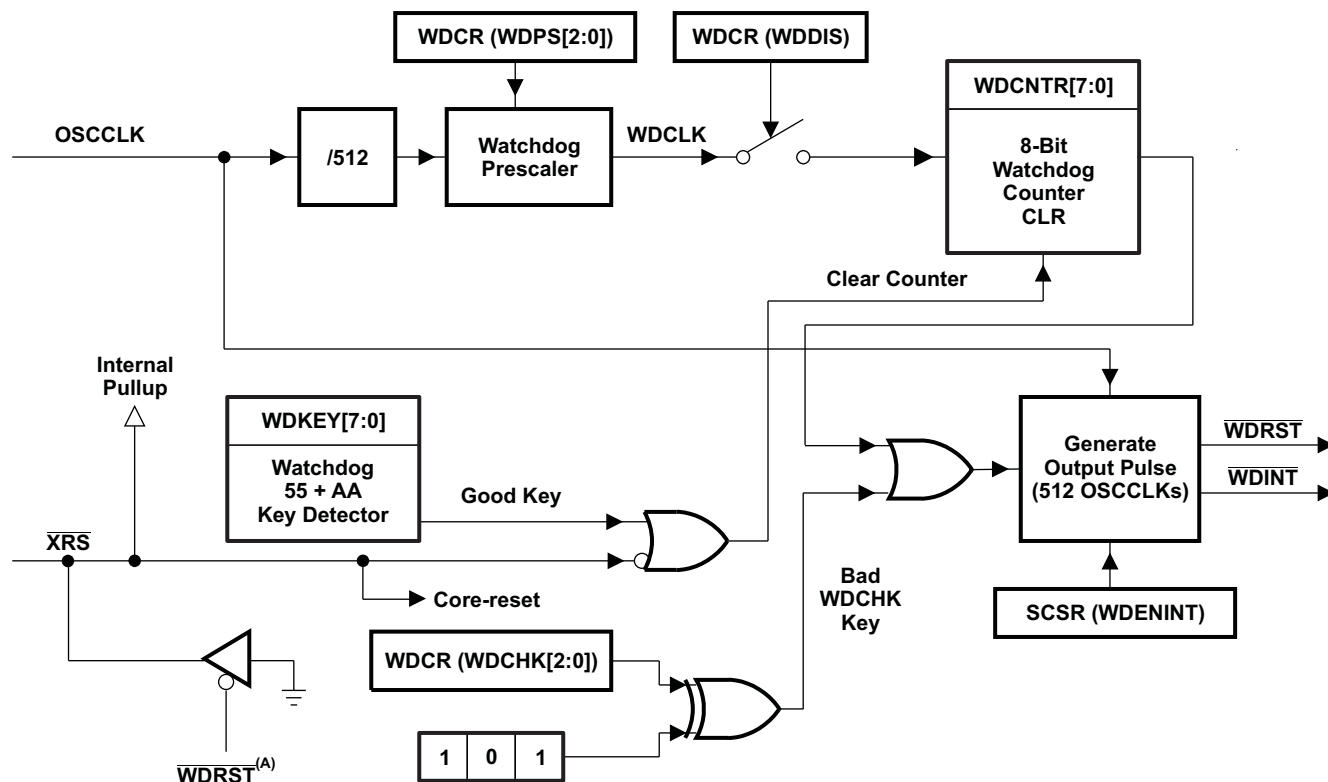 WDCR (WDPS[2:0])
WDCR (WDDIS)
WDCNTR[7:0]
OSCCLK
/512
Watchdog
Prescaler
WDCLK
8-Bit
Watchdog
Counter
CLR
Clear Counter
Internal
Pullup
WDKEY[7:0]
Watchdog
55 + AA
Key Detector
Good Key
Generate
Output Pulse
(512 OSCCLKs)
WDRST
WDINT
XRS
Core-reset
Bad
WDCHK
Key
SCSR (WDENINT)
WDCR (WDCHK[2:0])
1 0 1
WDRST(A)